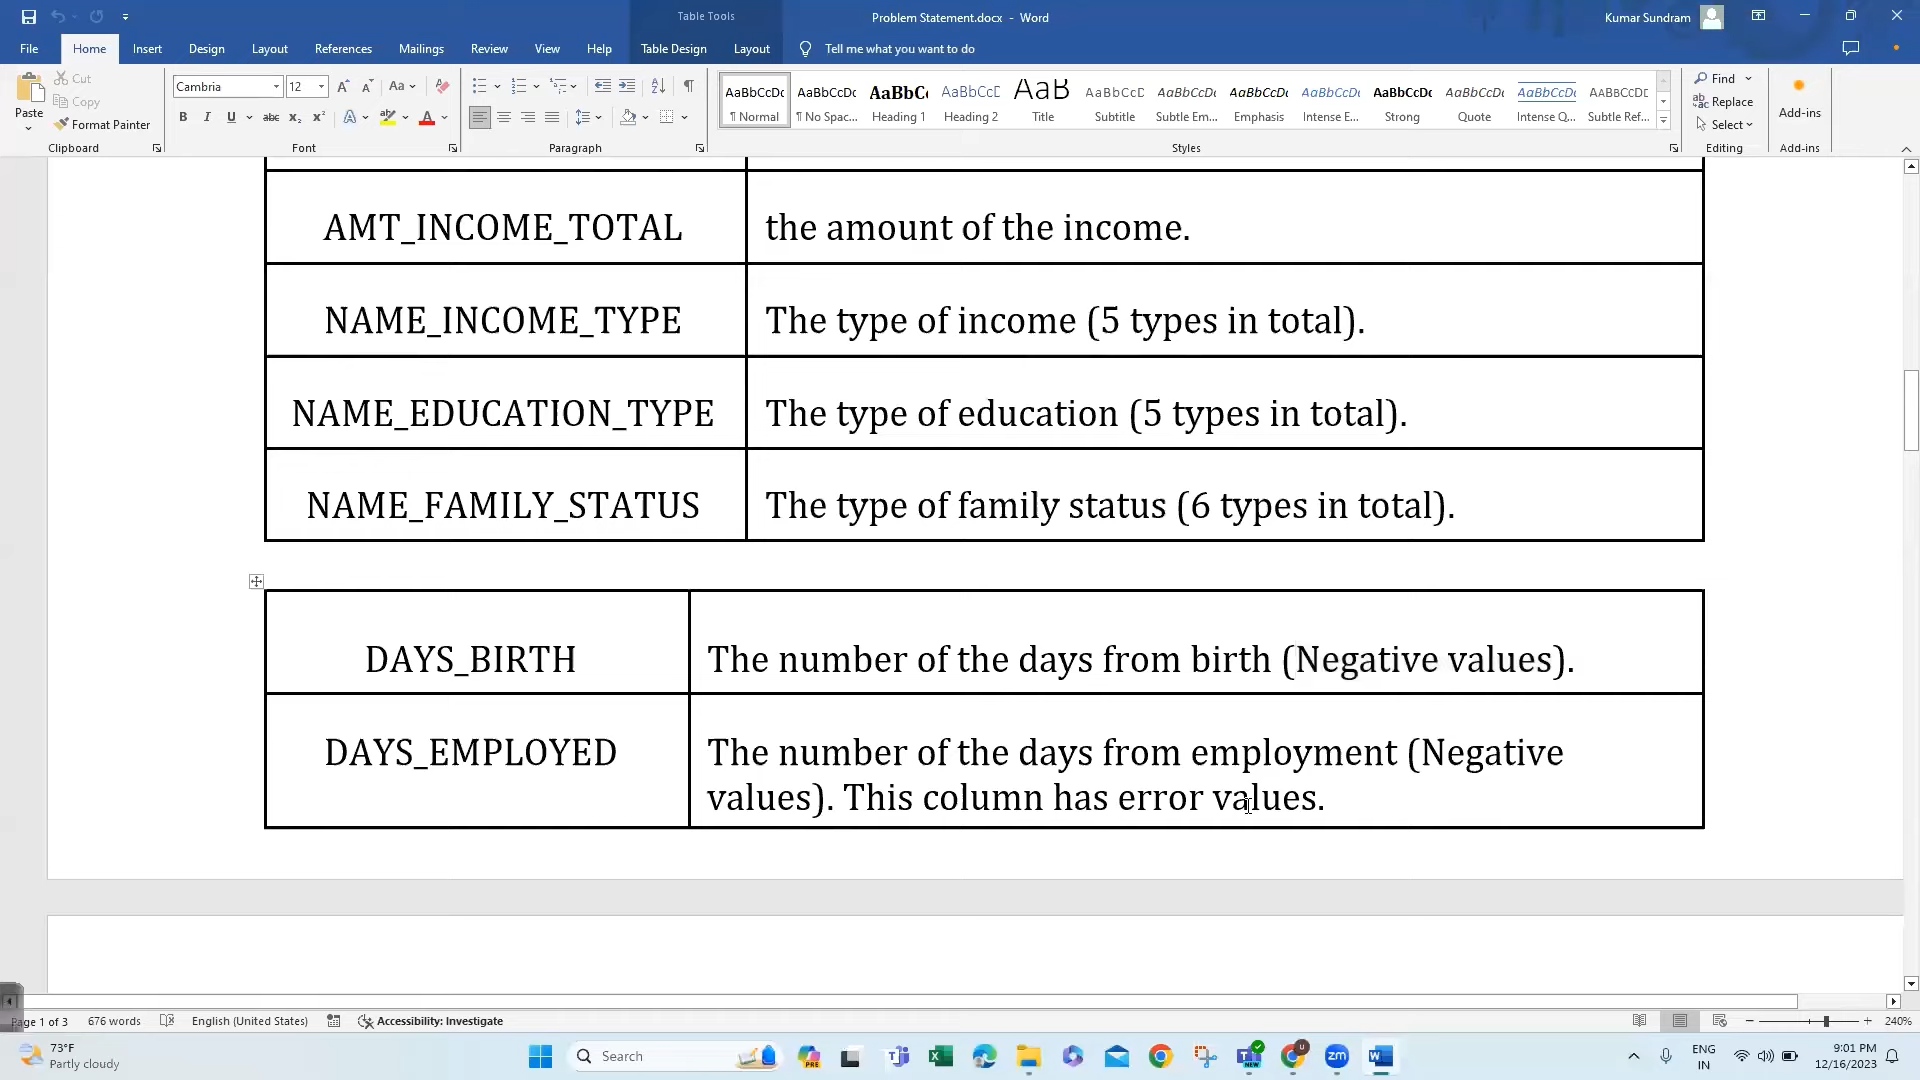 Table Tools
Problem Statement.docx - Word
Kumar Sundram
File Home Insert Design Layout References Mailings Review View Help Table Design Layout Tell me what you want to do
Paste
Cut
Copy
Format Painter
Clipboard
Cambria 12
Font
Paragraph
AaBbCcDc AaBbCcDc AaBbC AaBbCcD AaB AaBbCcD AaBbCcDc AaBbCcDc AaBbCcDc AaBbCcDc AaBbCcDc AaBbCcDc AABBCCDE
¶ Normal ¶ No Spac... Heading 1 Heading 2 Title Subtitle Subtle Em... Emphasis Intense E... Strong Quote Intense Q... Subtle Ref...
Styles
Find
Replace
Select
Editing
Add-ins
Add-ins
AMT_INCOME_TOTAL the amount of the income.
NAME_INCOME_TYPE The type of income (5 types in total).
NAME_EDUCATION_TYPE The type of education (5 types in total).
NAME_FAMILY_STATUS The type of family status (6 types in total).
DAYS_BIRTH The number of the days from birth (Negative values).
DAYS_EMPLOYED The number of the days from employment (Negative
values). This column has error values.
Page 1 of 3 676 words English (United States) Accessibility: Investigate 240%
73°F
Partly cloudy
Search
ENG
IN
9:01 PM
12/16/2023